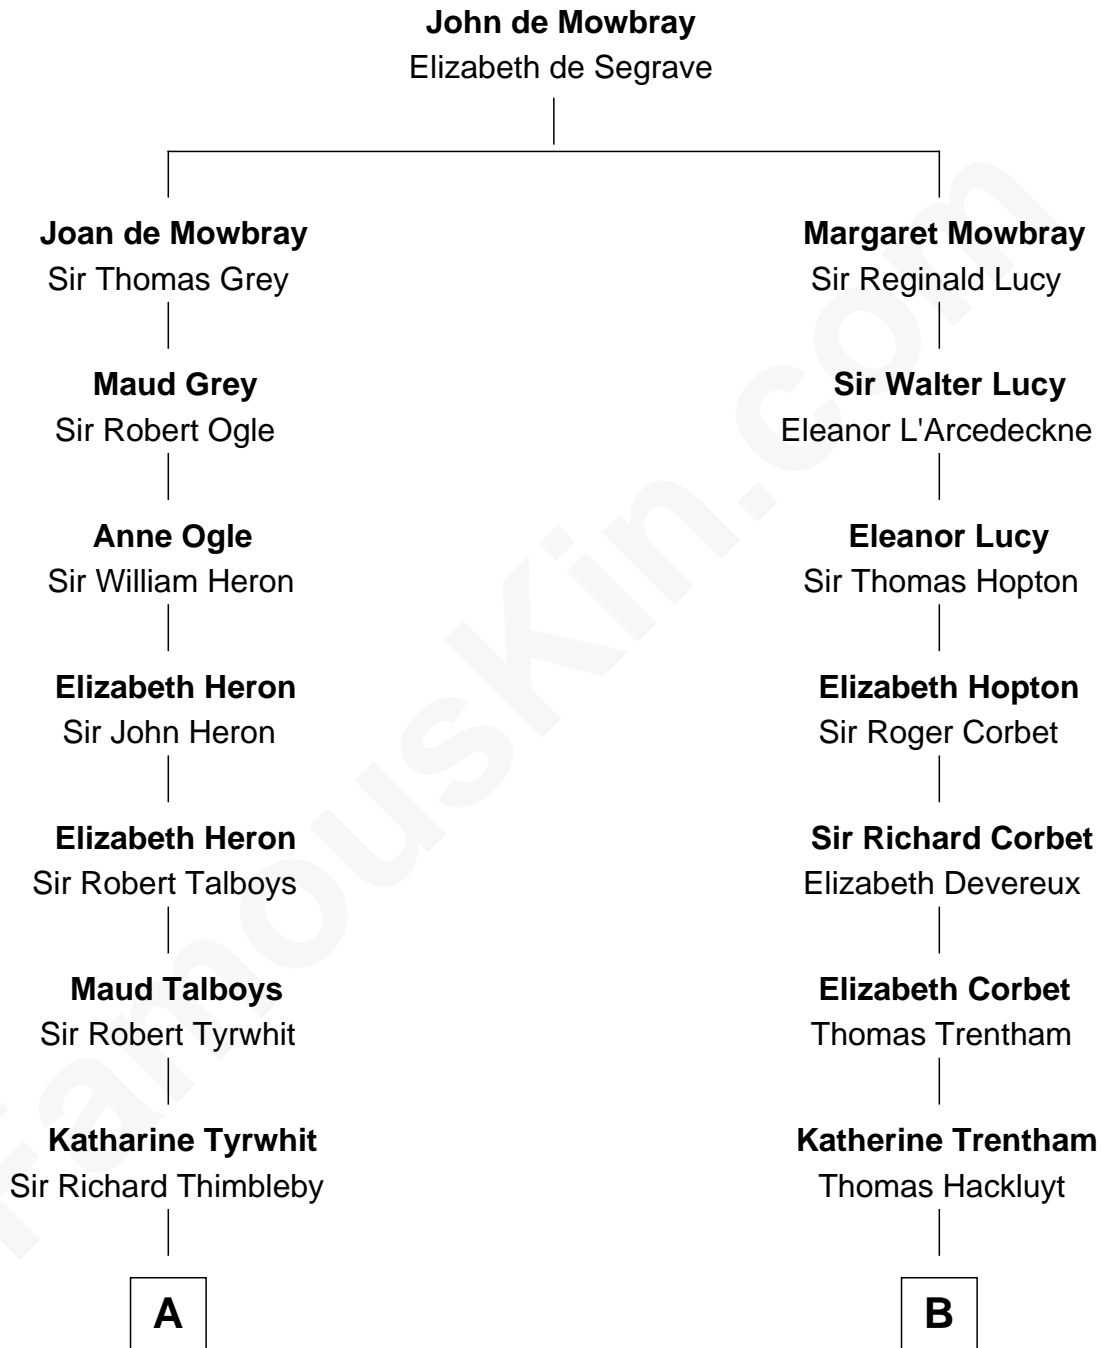 John de Mowbray
Elizabeth de Segrave
Joan de Mowbray
Sir Thomas Grey
Margaret Mowbray
Sir Reginald Lucy
Maud Grey
Sir Robert Ogle
Sir Walter Lucy
Eleanor L'Arcedeckne
Anne Ogle
Sir William Heron
Eleanor Lucy
Sir Thomas Hopton
Elizabeth Heron
Sir John Heron
Elizabeth Hopton
Sir Roger Corbet
Elizabeth Heron
Sir Robert Talboys
Sir Richard Corbet
Elizabeth Devereux
Maud Talboys
Sir Robert Tyrwhit
Elizabeth Corbet
Thomas Trentham
Katharine Tyrwhit
Sir Richard Thimbleby
Katherine Trentham
Thomas Hackluyt
A
B
FamousKin.com